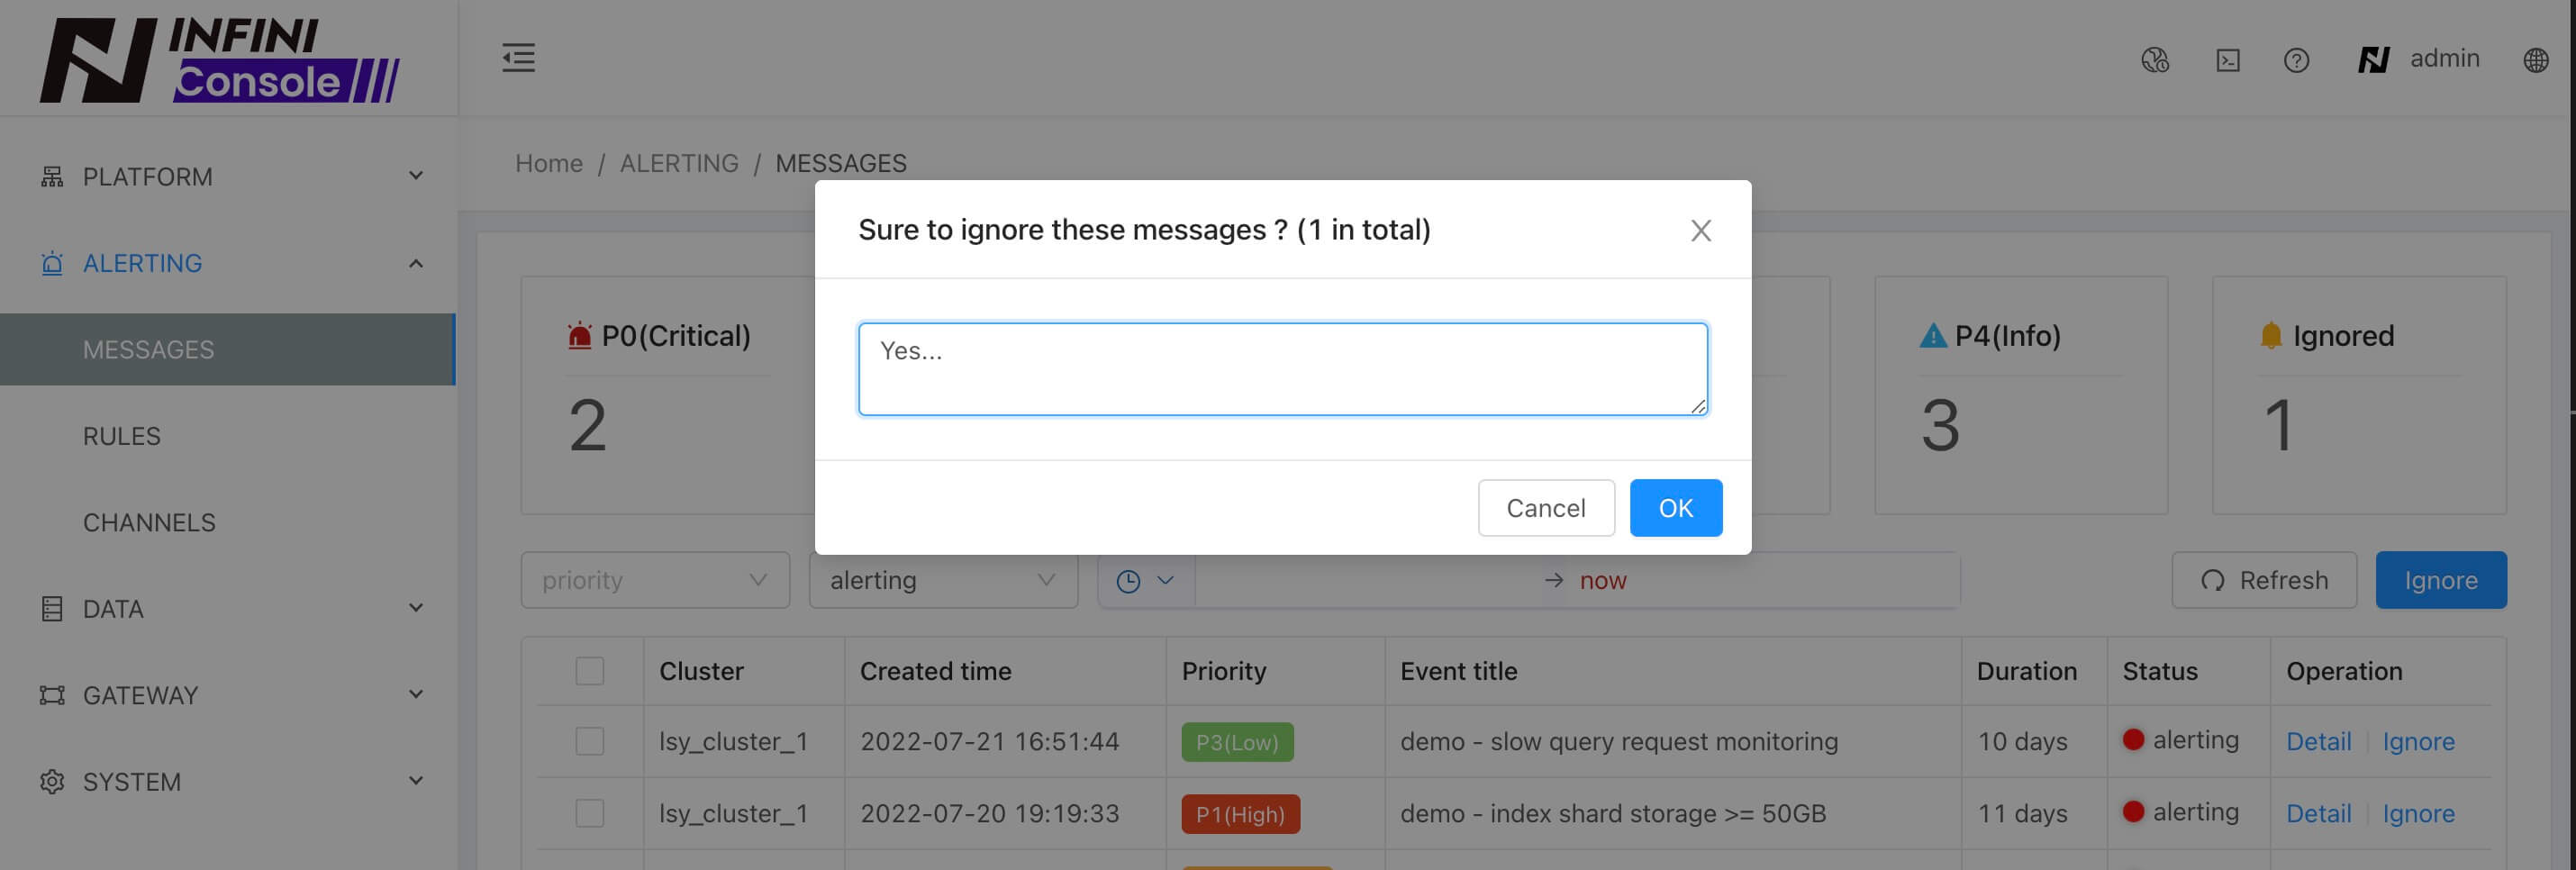 INFINI
Console
admin
PLATFORM
ALERTING
MESSAGES
RULES
CHANNELS
DATA
GATEWAY
SYSTEM
Home / ALERTING / MESSAGES
Sure to ignore these messages ? (1 in total)
Yes...
Cancel OK
P0(Critical)
2
P4(Info)
3
Ignored
1
priority
alerting
now
Refresh
Ignore
Cluster Created time Priority Event title Duration Status Operation
lsy_cluster_1 2022-07-21 16:51:44 P3(Low) demo - slow query request monitoring 10 days alerting Detail Ignore
lsy_cluster_1 2022-07-20 19:19:33 P1(High) demo - index shard storage >= 50GB 11 days alerting Detail Ignore